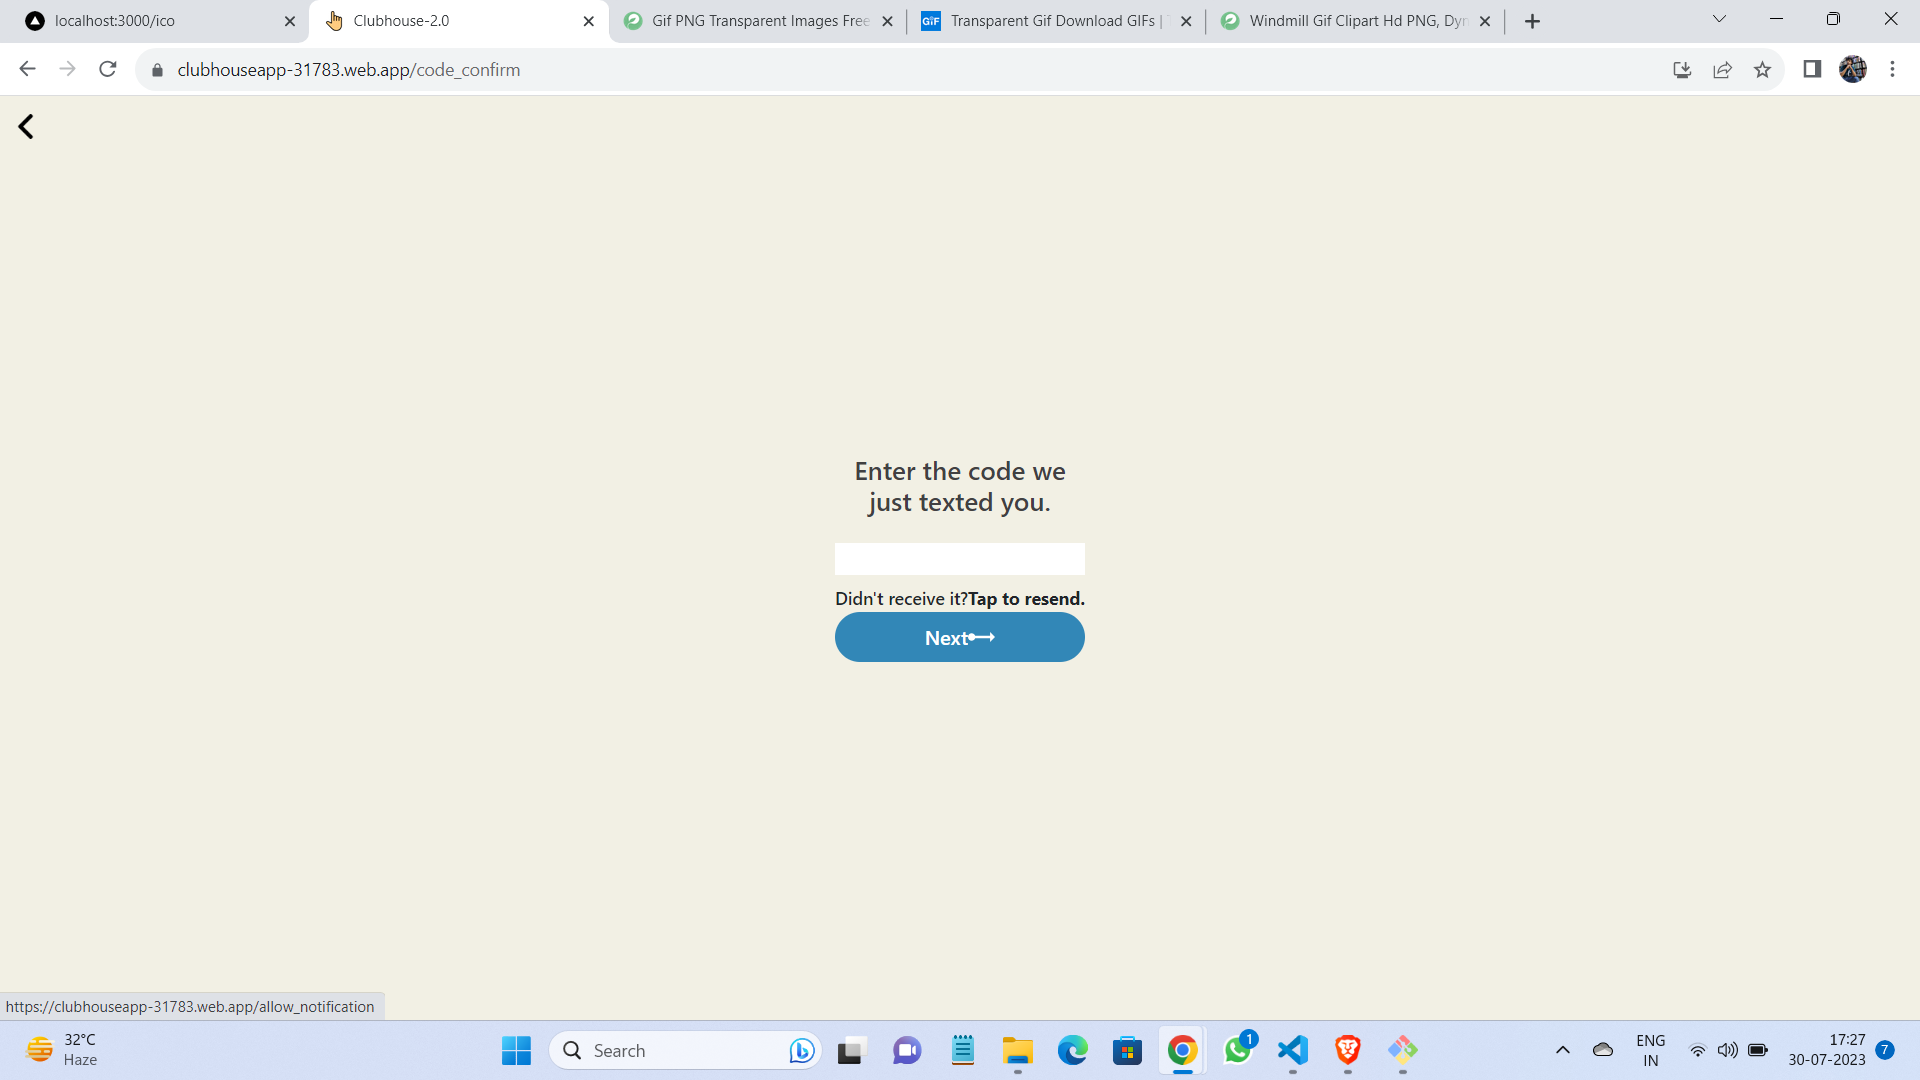 localhost:3000/ico
Clubhouse-2.0
Gif PNG Transparent Images Free
GIF
Transparent Gif Download GIFs |
Windmill Gif Clipart Hd PNG, Dyn
clubhouseapp-31783.web.app/code_confirm
Enter the code we
just texted you.
Didn't receive it?Tap to resend.
Next
https://clubhouseapp-31783.web.app/allow_notification
32°C
Haze
Search
1
ENG
IN
17:27
30-07-2023
7